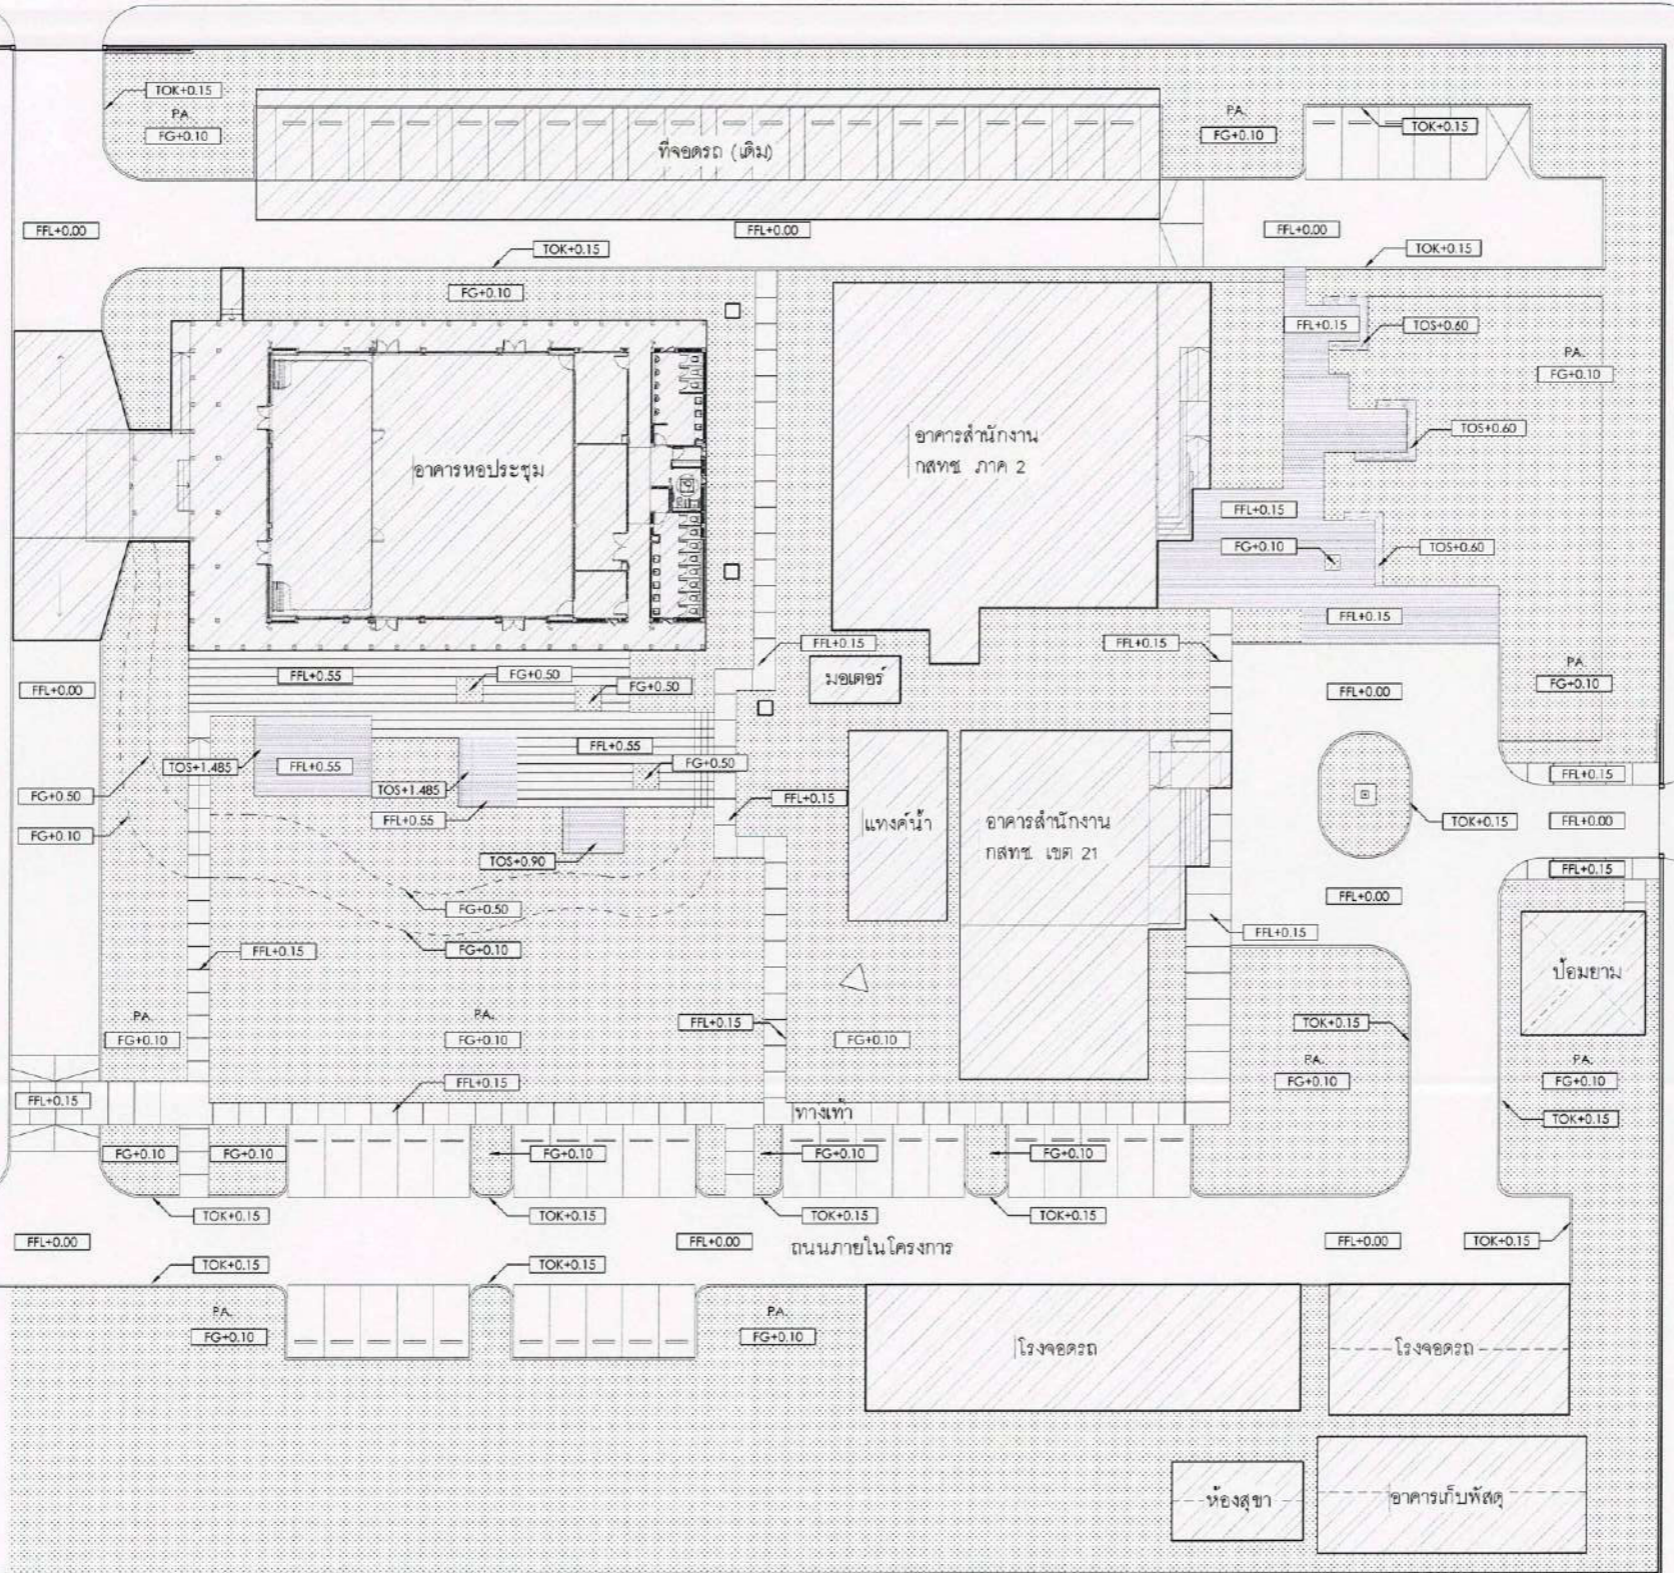 TOK+0.15
PA.
FG+0.10
ที่จอดรถ (เดิม)
PA.
FG+0.10
TOK+0.15
FFL+0.00
FFL+0.00
FFL+0.00
TOK+0.15
TOK+0.15
FG+0.10
FFL+0.15
TOS+0.60
PA.
FG+0.10
อาคารสำนักงาน
กสทช. ภาค 2
TOS+0.60
อาคารหอประชุม
FFL+0.15
FG+0.10
TOS+0.60
FFL+0.15
FFL+0.15
FFL+0.15
FFL+0.55
FG+0.50
FG+0.50
มอเตอร์
PA.
FG+0.10
FFL+0.00
FFL+0.00
FFL+0.55
TOS+1.485
FFL+0.55
FG+0.50
FFL+0.15
TOS+1.485
FG+0.50
FFL+0.15
FFL+0.55
แทงค์น้ำ
อาคารสำนักงาน
กสทช. เขต 21
TOK+0.15
FFL+0.00
FG+0.10
TOS+0.90
FFL+0.15
FG+0.50
FFL+0.00
FFL+0.15
FG+0.10
FFL+0.15
ป้อมยาม
PA.
FG+0.10
PA.
FG+0.10
FFL+0.15
FG+0.10
TOK+0.15
PA.
FG+0.10
PA.
FG+0.10
FFL+0.15
FFL+0.15
ทางเท้า
TOK+0.15
FG+0.10
FG+0.10
FG+0.10
FG+0.10
FG+0.10
TOK+0.15
TOK+0.15
TOK+0.15
TOK+0.15
FFL+0.00
FFL+0.00
ถนนภายในโครงการ
FFL+0.00
TOK+0.15
TOK+0.15
TOK+0.15
PA.
FG+0.10
PA.
FG+0.10
โรงจอดรถ
โรงจอดรถ
ห้องสุขา
อาคารเก็บพัสดุ